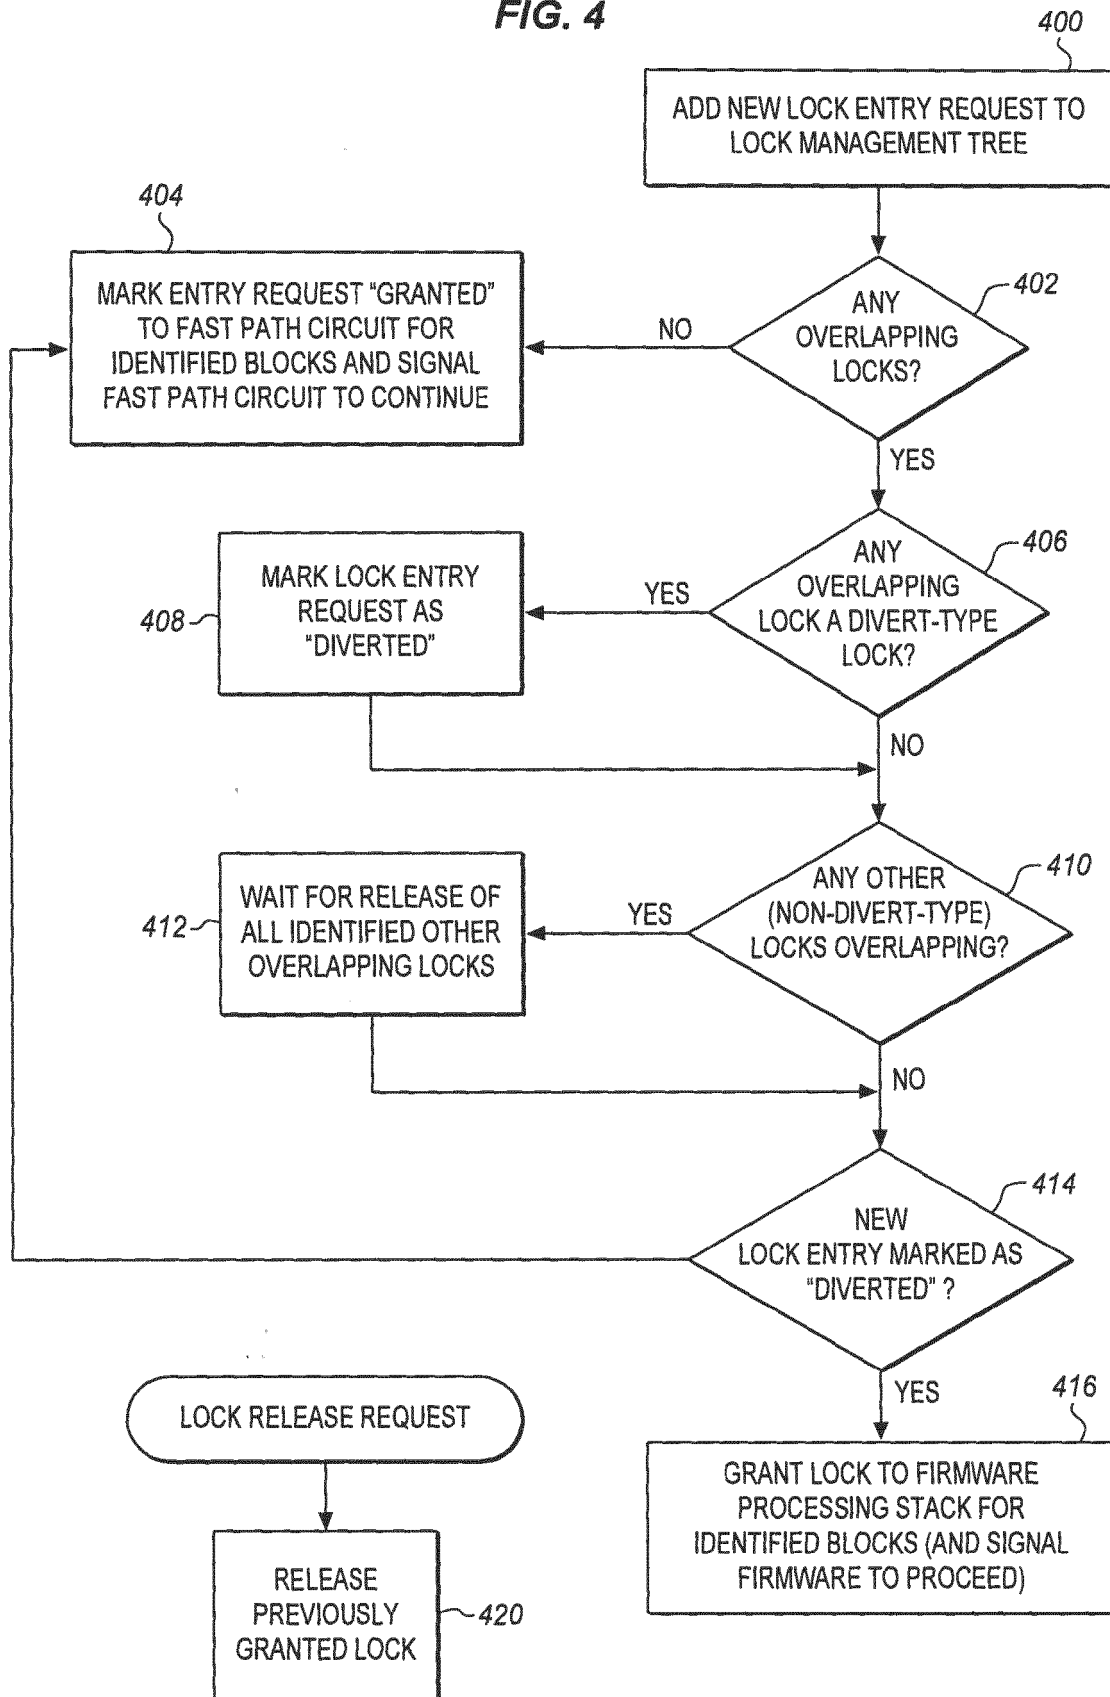 FIG. 4
400
ADD NEW LOCK ENTRY REQUEST TO
LOCK MANAGEMENT TREE
404
MARK ENTRY REQUEST “GRANTED”
TO FAST PATH CIRCUIT FOR
IDENTIFIED BLOCKS AND SIGNAL
FAST PATH CIRCUIT TO CONTINUE
NO
ANY
OVERLAPPING
LOCKS?
402
YES
408
MARK LOCK ENTRY
REQUEST AS
“DIVERTED”
YES
ANY
OVERLAPPING
LOCK A DIVERT-TYPE
LOCK?
406
NO
412
WAIT FOR RELEASE OF
ALL IDENTIFIED OTHER
OVERLAPPING LOCKS
YES
ANY OTHER
(NON-DIVERT-TYPE)
LOCKS OVERLAPPING?
410
NO
NEW
LOCK ENTRY MARKED AS
“DIVERTED” ?
414
YES
416
GRANT LOCK TO FIRMWARE
PROCESSING STACK FOR
IDENTIFIED BLOCKS (AND SIGNAL
FIRMWARE TO PROCEED)
LOCK RELEASE REQUEST
RELEASE
PREVIOUSLY
GRANTED LOCK
420